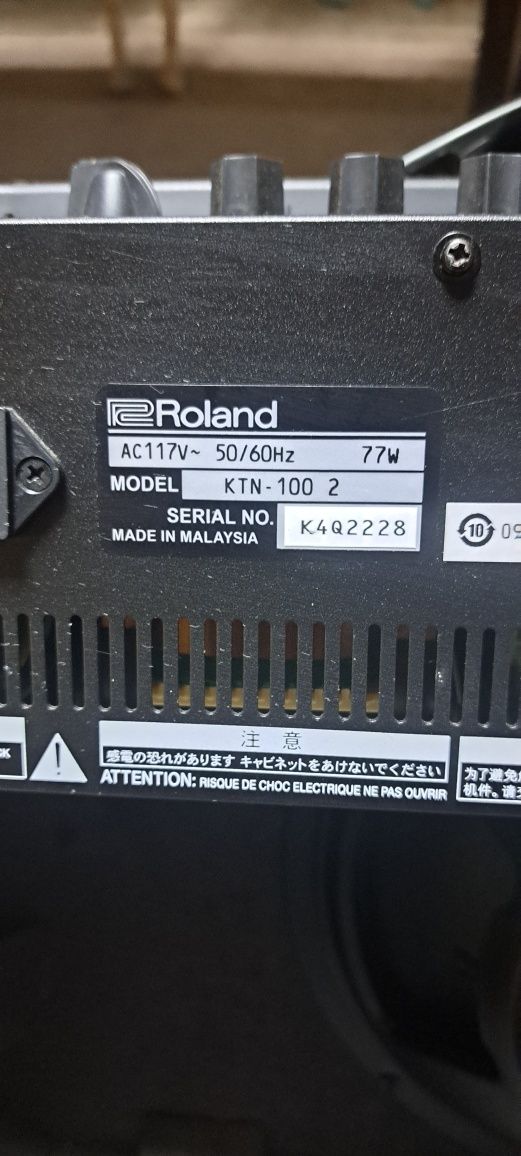 Roland
AC117V~ 50/60Hz 77W
MODEL KTN-100 2
SERIAL NO. K4Q2228
MADE IN MALAYSIA
10
注 意
感電の恐れがあります キャビネットをあけないでください
ATTENTION: RISQUE DE CHOC ELECTRIQUE NE PAS OUVRIR
为了避免
机件。请